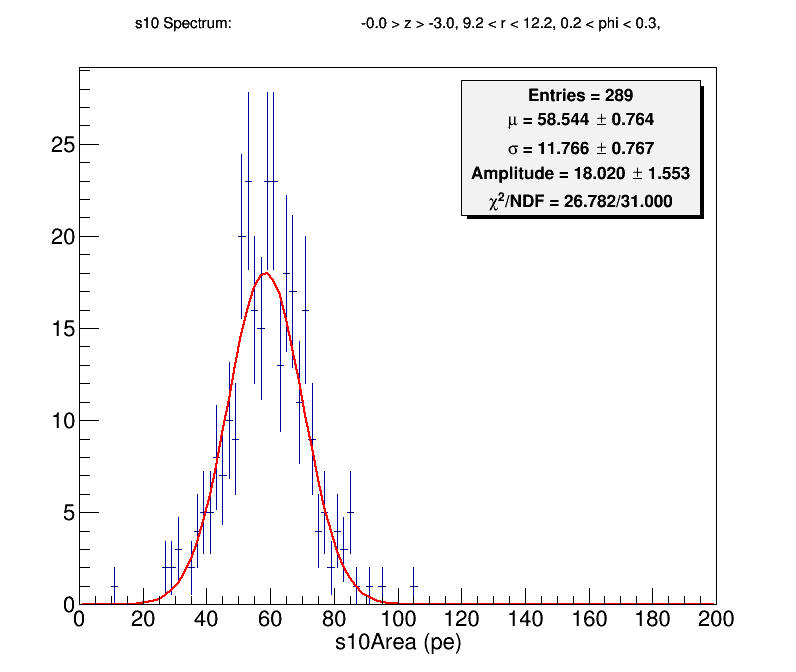 s10 Spectrum: -0.0 > z > -3.0, 9.2 < r < 12.2, 0.2 < phi < 0.3,
Entries = 289
μ = 58.544 ± 0.764
σ = 11.766 ± 0.767
Amplitude = 18.020 ± 1.553
χ²/NDF = 26.782/31.000
25
20
15
10
5
0
0 20 40 60 80 100 120 140 160 180 200
s10Area (pe)